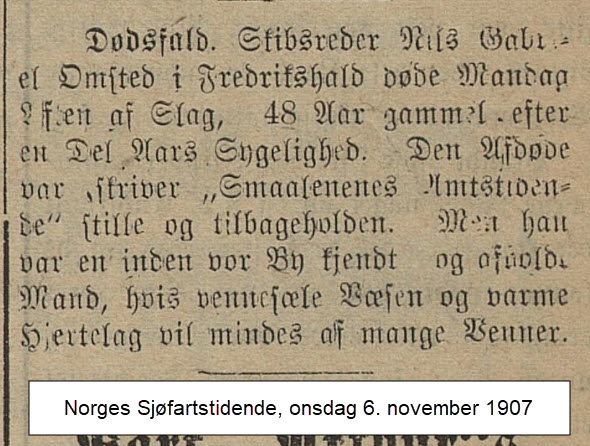 Dødsfald. Skibsreder Nils Gabri-
el Omsted i Fredrikshald døde Mandag
Aften af Slag, 48 Aar gammel efter
en Del Aars Sygelighed. Den Afdøde
var, skriver „Smaalenenes Amtstiden-
de“ stille og tilbageholden. Men han
var en inden vor By kjendt og afholdt
Mand, hvis vennesæle Væsen og varme
Hjertelag vil mindes af mange Venner.
Norges Sjøfartstidende, onsdag 6. november 1907